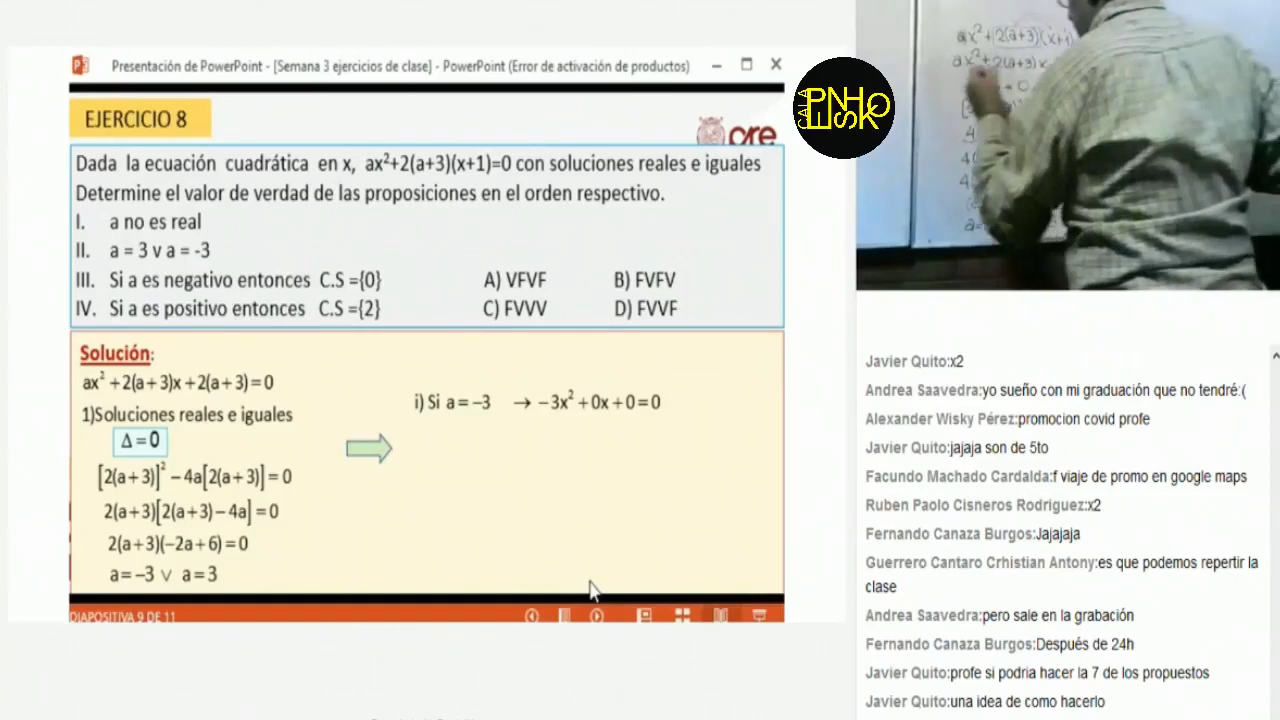 Presentación de PowerPoint - [Semana 3 ejercicios de clase] - PowerPoint (Error de activación de productos)
EJERCICIO 8
ore
Dada la ecuación cuadrática en x, ax²+2(a+3)(x+1)=0 con soluciones reales e iguales
Determine el valor de verdad de las proposiciones en el orden respectivo.
I. a no es real
II. a = 3 v a = -3
III. Si a es negativo entonces C.S ={0} A) VFVF B) FVFV
IV. Si a es positivo entonces C.S ={2} C) FVVV D) FVVF
Solución:
ax² +2(a+3)x+2(a+3)=0
1)Soluciones reales e iguales
Δ=0
[2(a+3)]² −4a[2(a+3)]=0
2(a+3)[2(a+3)−4a]=0
2(a+3)(−2a+6)=0
a=−3 ∨ a=3
i) Si a=−3 → −3x² +0x+0=0
DIAPOSITIVA 9 DE 11
ax²+2(a+3)(x+1)
ax²+2(a+3)x
Javier Quito:x2
Andrea Saavedra:yo sueño con mi graduación que no tendré:(
Alexander Wisky Pérez:promocion covid profe
Javier Quito:jajaja son de 5to
Facundo Machado Cardalda:f viaje de promo en google maps
Ruben Paolo Cisneros Rodriguez:x2
Fernando Canaza Burgos:Jajajaja
Guerrero Cantaro Crhistian Antony:es que podemos repertir la
clase
Andrea Saavedra:pero sale en la grabación
Fernando Canaza Burgos:Después de 24h
Javier Quito:profe si podria hacer la 7 de los propuestos
Javier Quito:una idea de como hacerlo